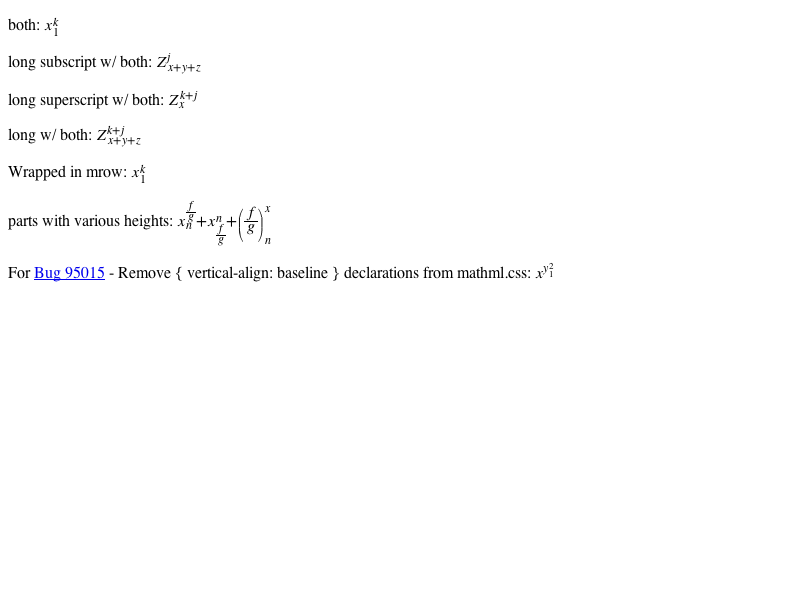 both: $x_1^k$
long subscript w/ both: $Z_{x+y+z}^j$
long superscript w/ both: $Z_x^{k+j}$
long w/ both: $Z_{x+y+z}^{k+j}$
Wrapped in mrow: $x_1^k$
parts with various heights: $x_n^{\frac{f}{g}}+x_{\frac{f}{g}}^n+\left(\frac{f}{g}\right)_n^x$
For Bug 95015 - Remove { vertical-align: baseline } declarations from mathml.css: $x^{y_1^2}$